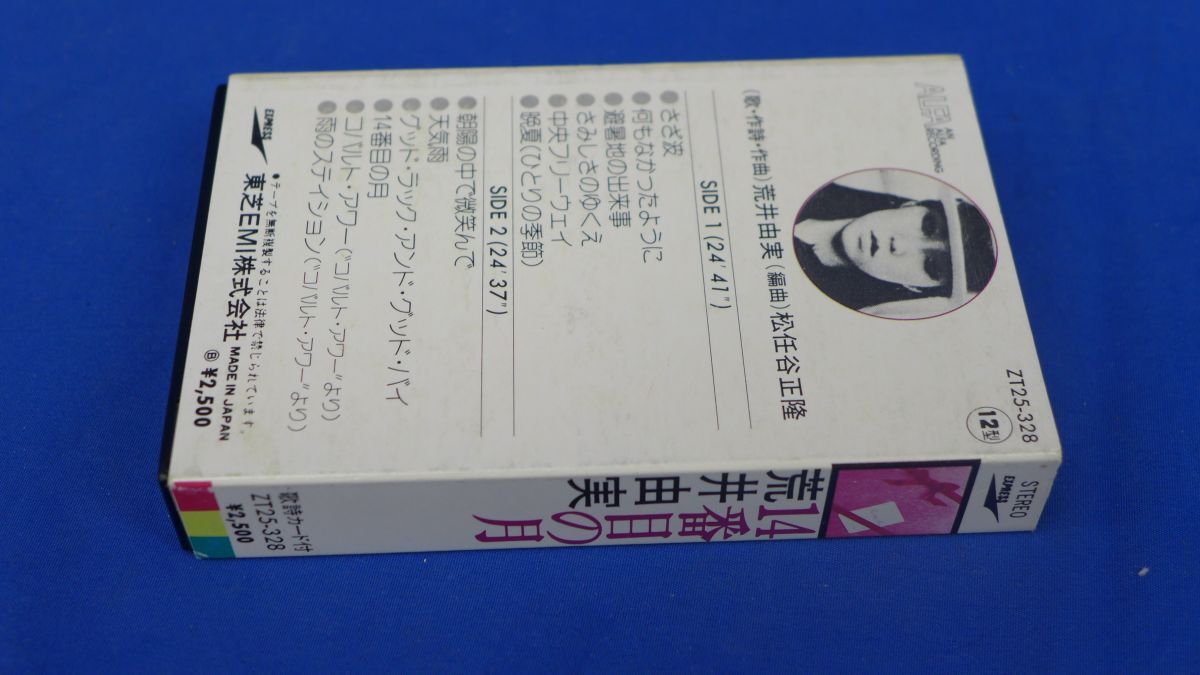 ALFA AN ALFA RECORDING
ZT25-328
12型
(歌・作詩・作曲)荒井由実(編曲)松任谷正隆
SIDE 1 (24'41")
●さざ波
●何もなかったように
●避暑地の出来事
●さみしさのゆくえ
●中央フリーウェイ
●晩夏(ひとりの季節)
SIDE 2 (24'37")
●朝陽の中で微笑んで
●天気雨
●グッド・ラック・アンド・グッド・バイ
●14番目の月
●コバルト・アワー("コバルト・アワー"より)
●雨のステイション("コバルト・アワー"より)
●テープを無断複製することは法律で禁じられています。
EXPRESS 東芝EMI株式会社 MADE IN JAPAN
Ⓑ ¥2,500
STEREO
EXPRESS
14番目の月
荒井由実
歌詩カード付
ZT25-328
¥2,500